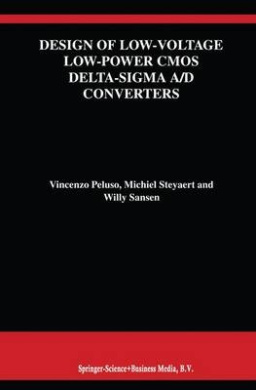 DESIGN OF LOW-VOLTAGE
LOW-POWER CMOS
DELTA-SIGMA A/D
CONVERTERS
Vincenzo Peluso, Michiel Steyaert and
Willy Sansen
Springer-Science+Business Media, B.V.